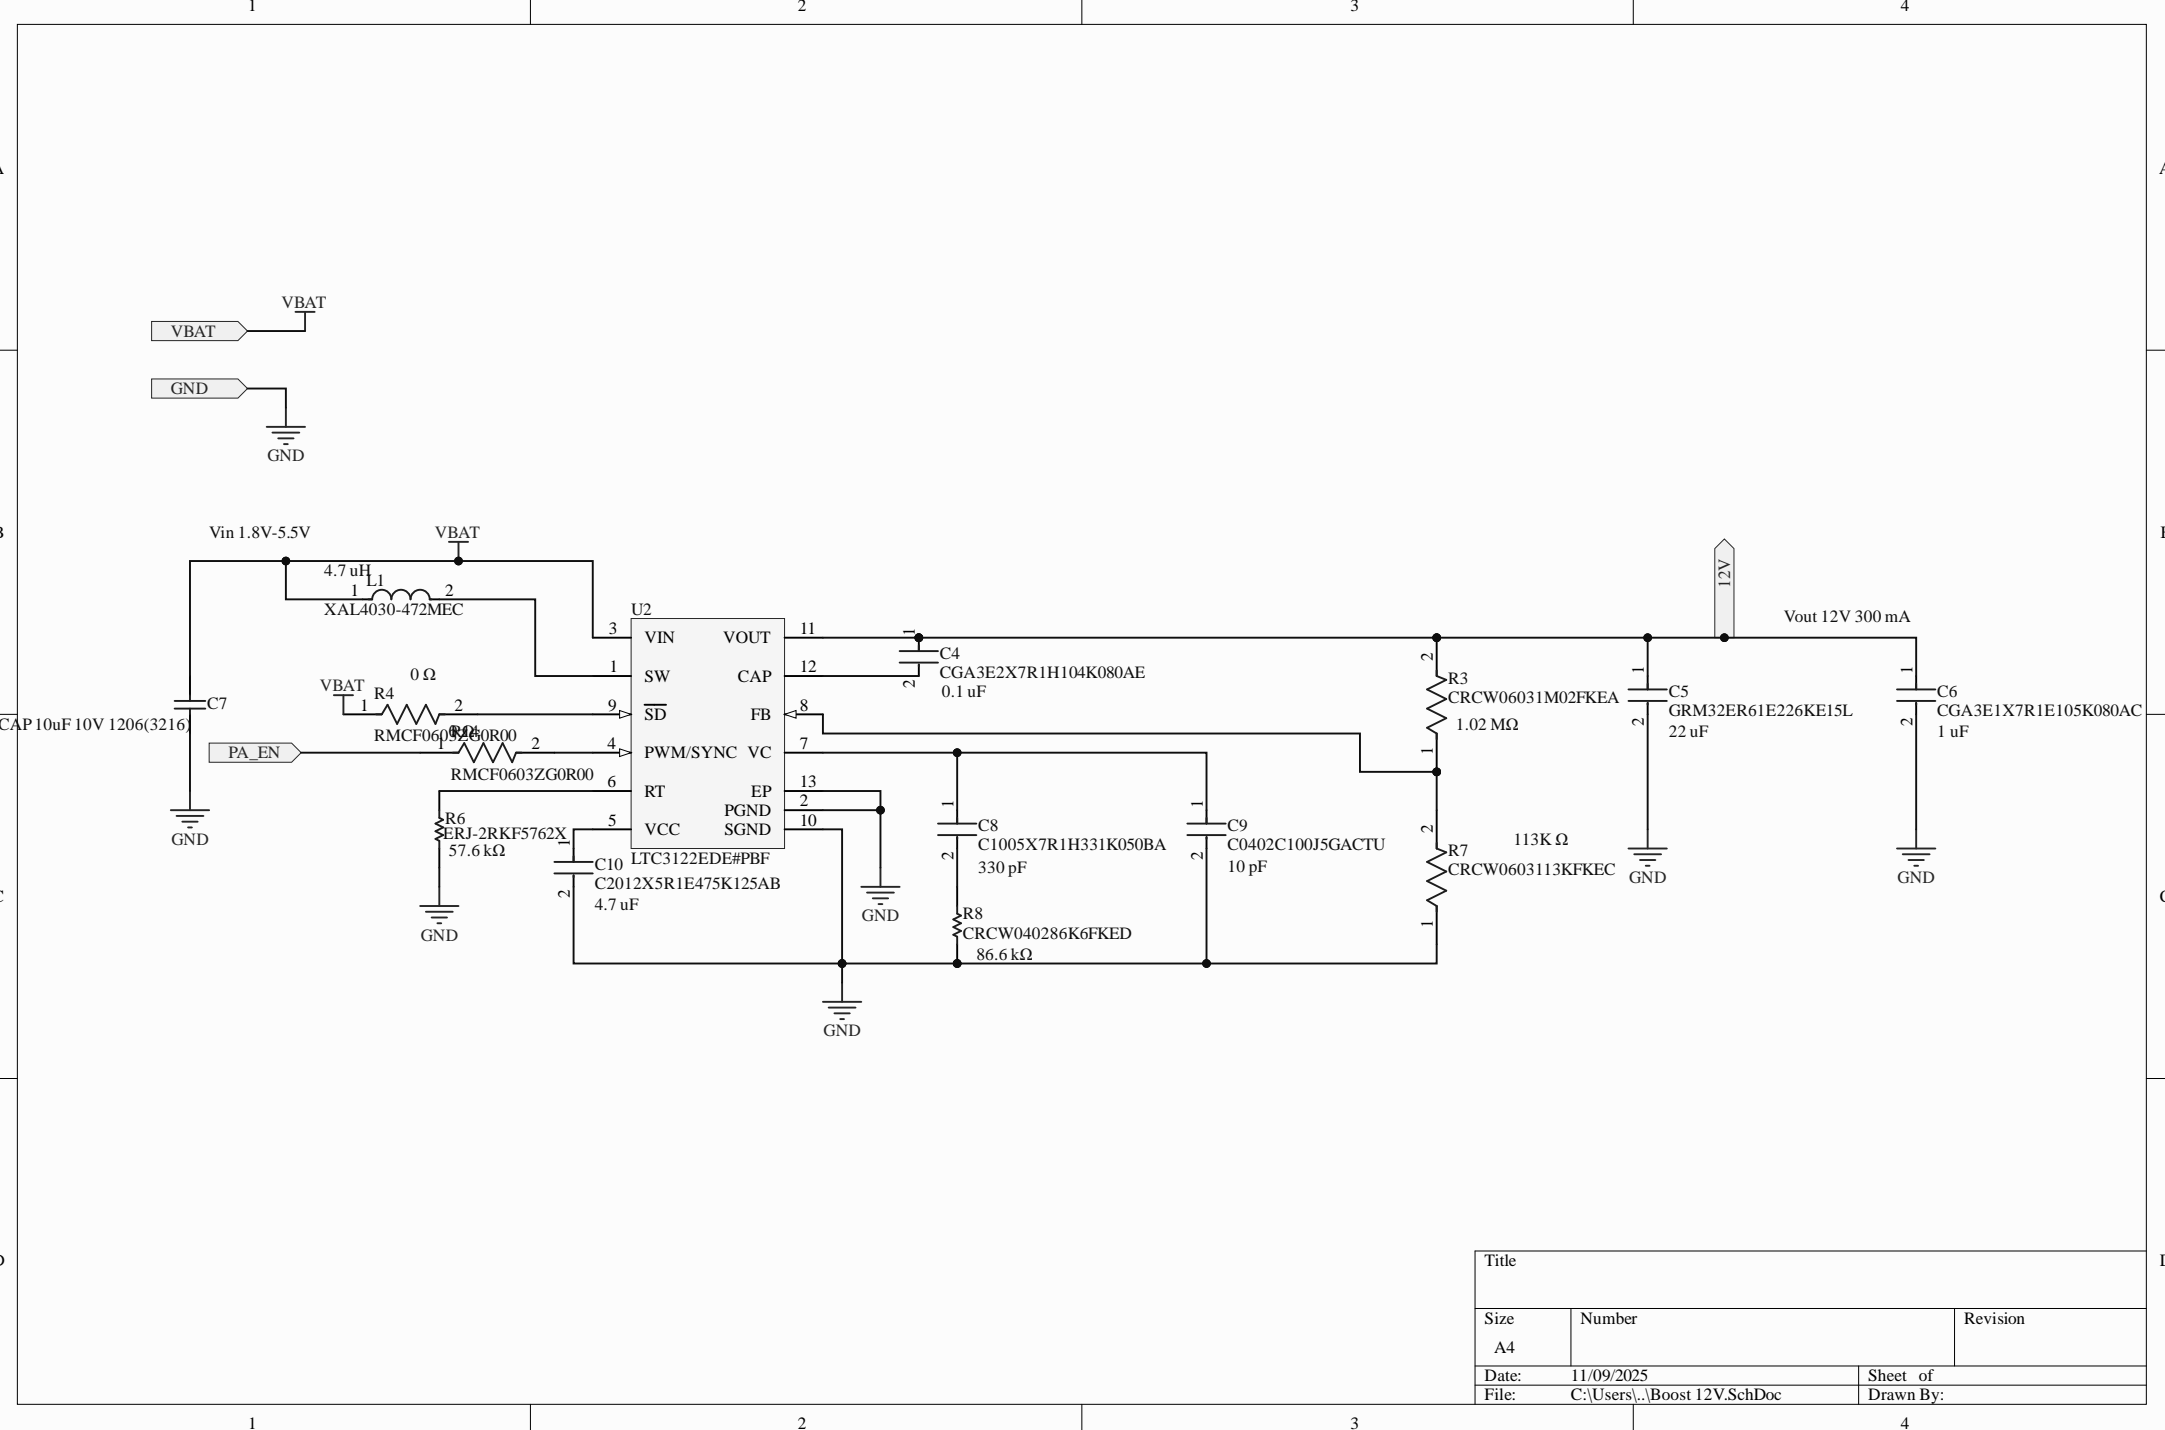 1
2
3
4
VBAT
VBAT
GND
GND
Vin 1.8V-5.5V
VBAT
4.7 uH
L1
1
2
XAL4030-472MEC
C7
CAP 10uF 10V 1206(3216)
GND
0 Ω
VBAT
R4
1
2
RMCF0603ZG0R00
PA_EN
1
2
RMCF0603ZG0R00
R6
ERJ-2RKF5762X
57.6 kΩ
GND
U2
3
VIN
VOUT
11
1
SW
CAP
12
9
SD
FB
8
4
PWM/SYNC
VC
7
6
RT
EP
13
PGND
2
5
VCC
SGND
10
LTC3122EDE#PBF
1
C10
C2012X5R1E475K125AB
2
4.7 uF
GND
GND
1
C4
CGA3E2X7R1H104K080AE
2
0.1 uF
1
C8
C1005X7R1H331K050BA
2
330 pF
R8
CRCW040286K6FKED
86.6 kΩ
1
C9
C0402C100J5GACTU
2
10 pF
2
R3
CRCW06031M02FKEA
1.02 MΩ
1
2
113K Ω
R7
CRCW0603113KFKEC
1
12V
Vout 12V 300 mA
1
C5
GRM32ER61E226KE15L
2
22 uF
GND
1
C6
CGA3E1X7R1E105K080AC
2
1 uF
GND
Title
Size
Number
Revision
A4
Date:
11/09/2025
Sheet of
File:
C:\Users\..\Boost 12V.SchDoc
Drawn By:
1
2
3
4